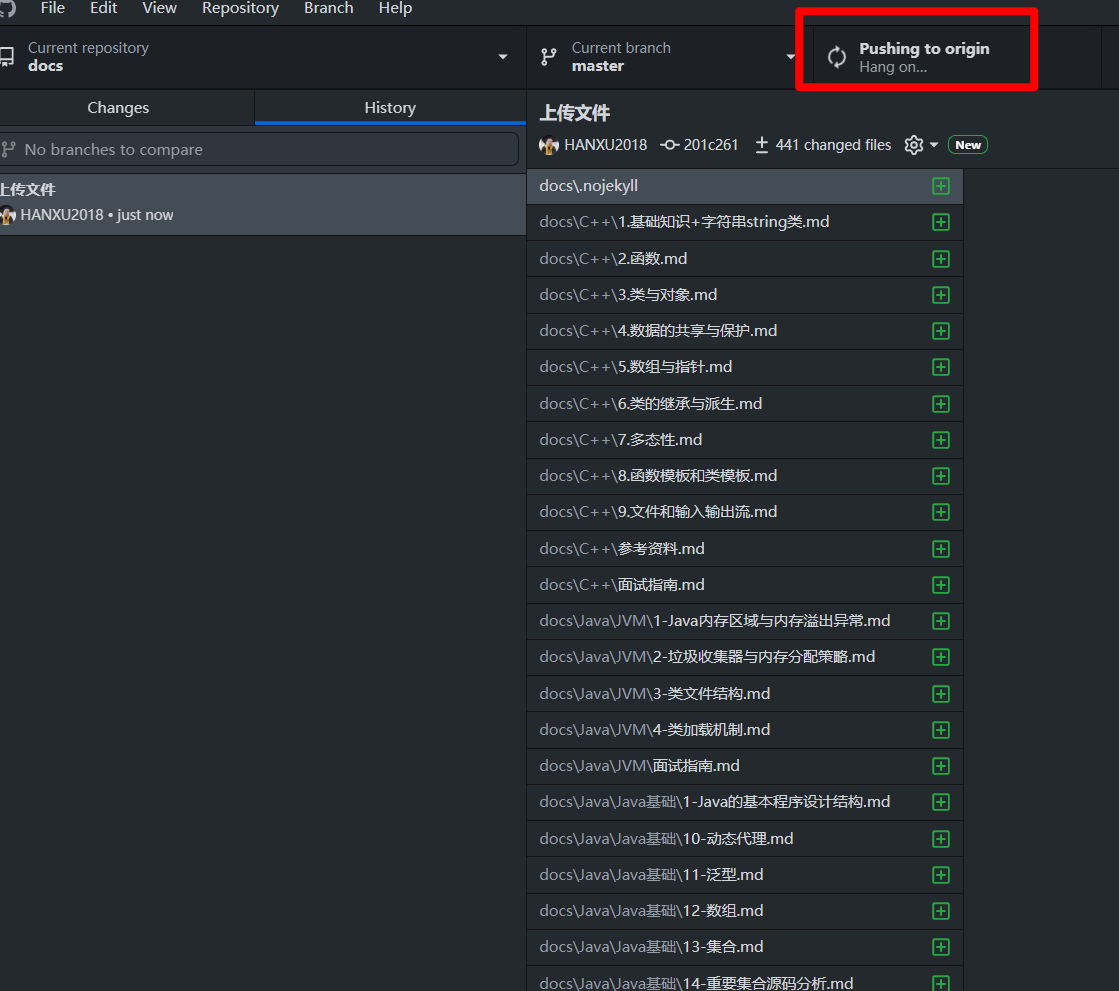 File Edit View Repository Branch Help
Current repository
docs
Current branch
master
Pushing to origin
Hang on...
Changes
History
No branches to compare
上传文件
HANXU2018 • just now
上传文件
HANXU2018 201c261 441 changed files New
docs\.nojekyll
docs\C++\1.基础知识+字符串string类.md
docs\C++\2.函数.md
docs\C++\3.类与对象.md
docs\C++\4.数据的共享与保护.md
docs\C++\5.数组与指针.md
docs\C++\6.类的继承与派生.md
docs\C++\7.多态性.md
docs\C++\8.函数模板和类模板.md
docs\C++\9.文件和输入输出流.md
docs\C++\参考资料.md
docs\C++\面试指南.md
docs\Java\JVM\1-Java内存区域与内存溢出异常.md
docs\Java\JVM\2-垃圾收集器与内存分配策略.md
docs\Java\JVM\3-类文件结构.md
docs\Java\JVM\4-类加载机制.md
docs\Java\JVM\面试指南.md
docs\Java\Java基础\1-Java的基本程序设计结构.md
docs\Java\Java基础\10-动态代理.md
docs\Java\Java基础\11-泛型.md
docs\Java\Java基础\12-数组.md
docs\Java\Java基础\13-集合.md
docs\Java\Java基础\14-重要集合源码分析.md